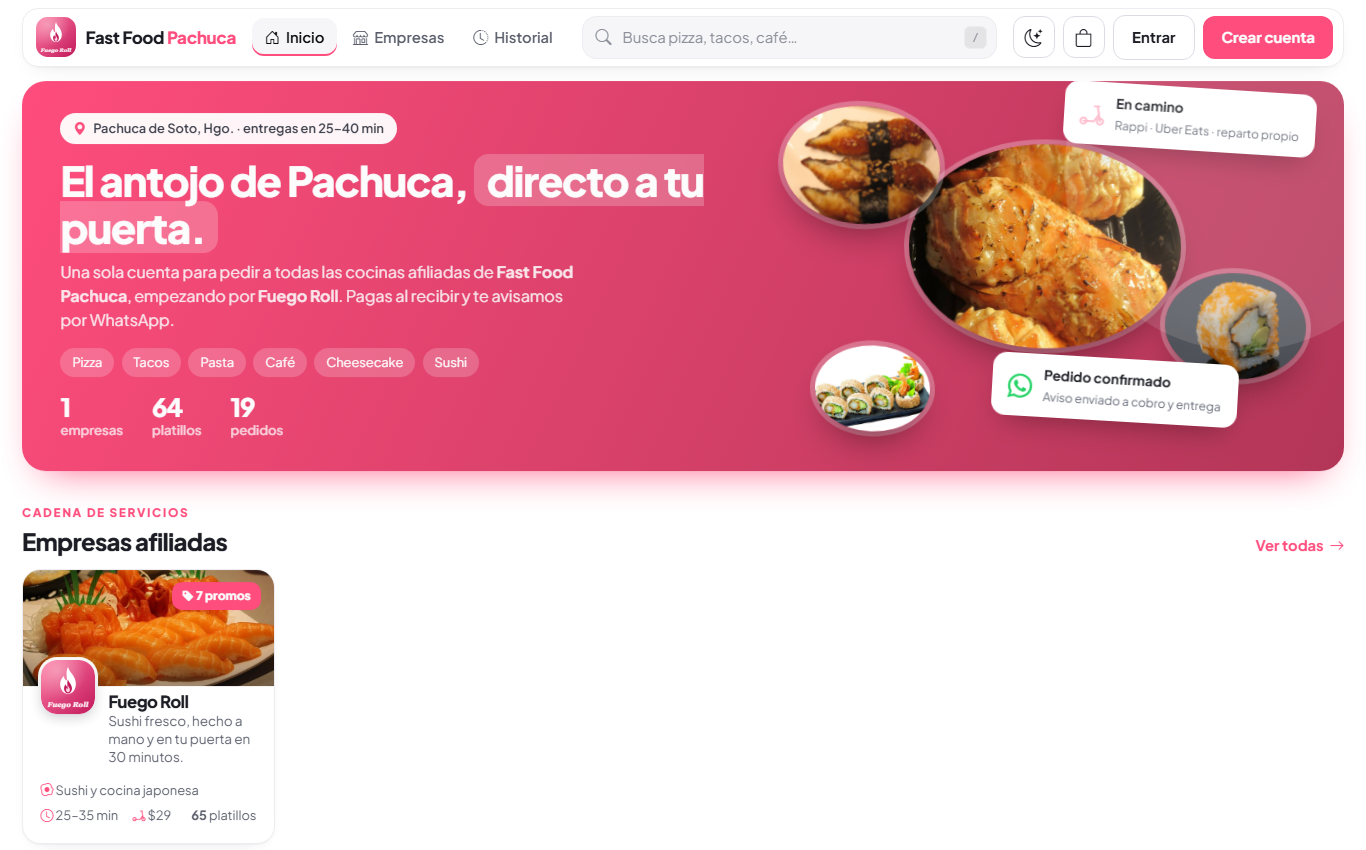 Fuego Roll
Fast Food Pachuca
Inicio
Empresas
Historial
Busca pizza, tacos, café...
/
Entrar
Crear cuenta
Pachuca de Soto, Hgo. · entregas en 25–40 min
El antojo de Pachuca, directo a tu
puerta.
Una sola cuenta para pedir a todas las cocinas afiliadas de Fast Food
Pachuca, empezando por Fuego Roll. Pagas al recibir y te avisamos
por WhatsApp.
Pizza
Tacos
Pasta
Café
Cheesecake
Sushi
1
empresas
64
platillos
19
pedidos
En camino
Rappi · Uber Eats · reparto propio
Pedido confirmado
Aviso enviado a cobro y entrega
CADENA DE SERVICIOS
Empresas afiliadas
Ver todas →
7 promos
Fuego Roll
Fuego Roll
Sushi fresco, hecho a
mano y en tu puerta en
30 minutos.
Sushi y cocina japonesa
25–35 min
$29
65 platillos